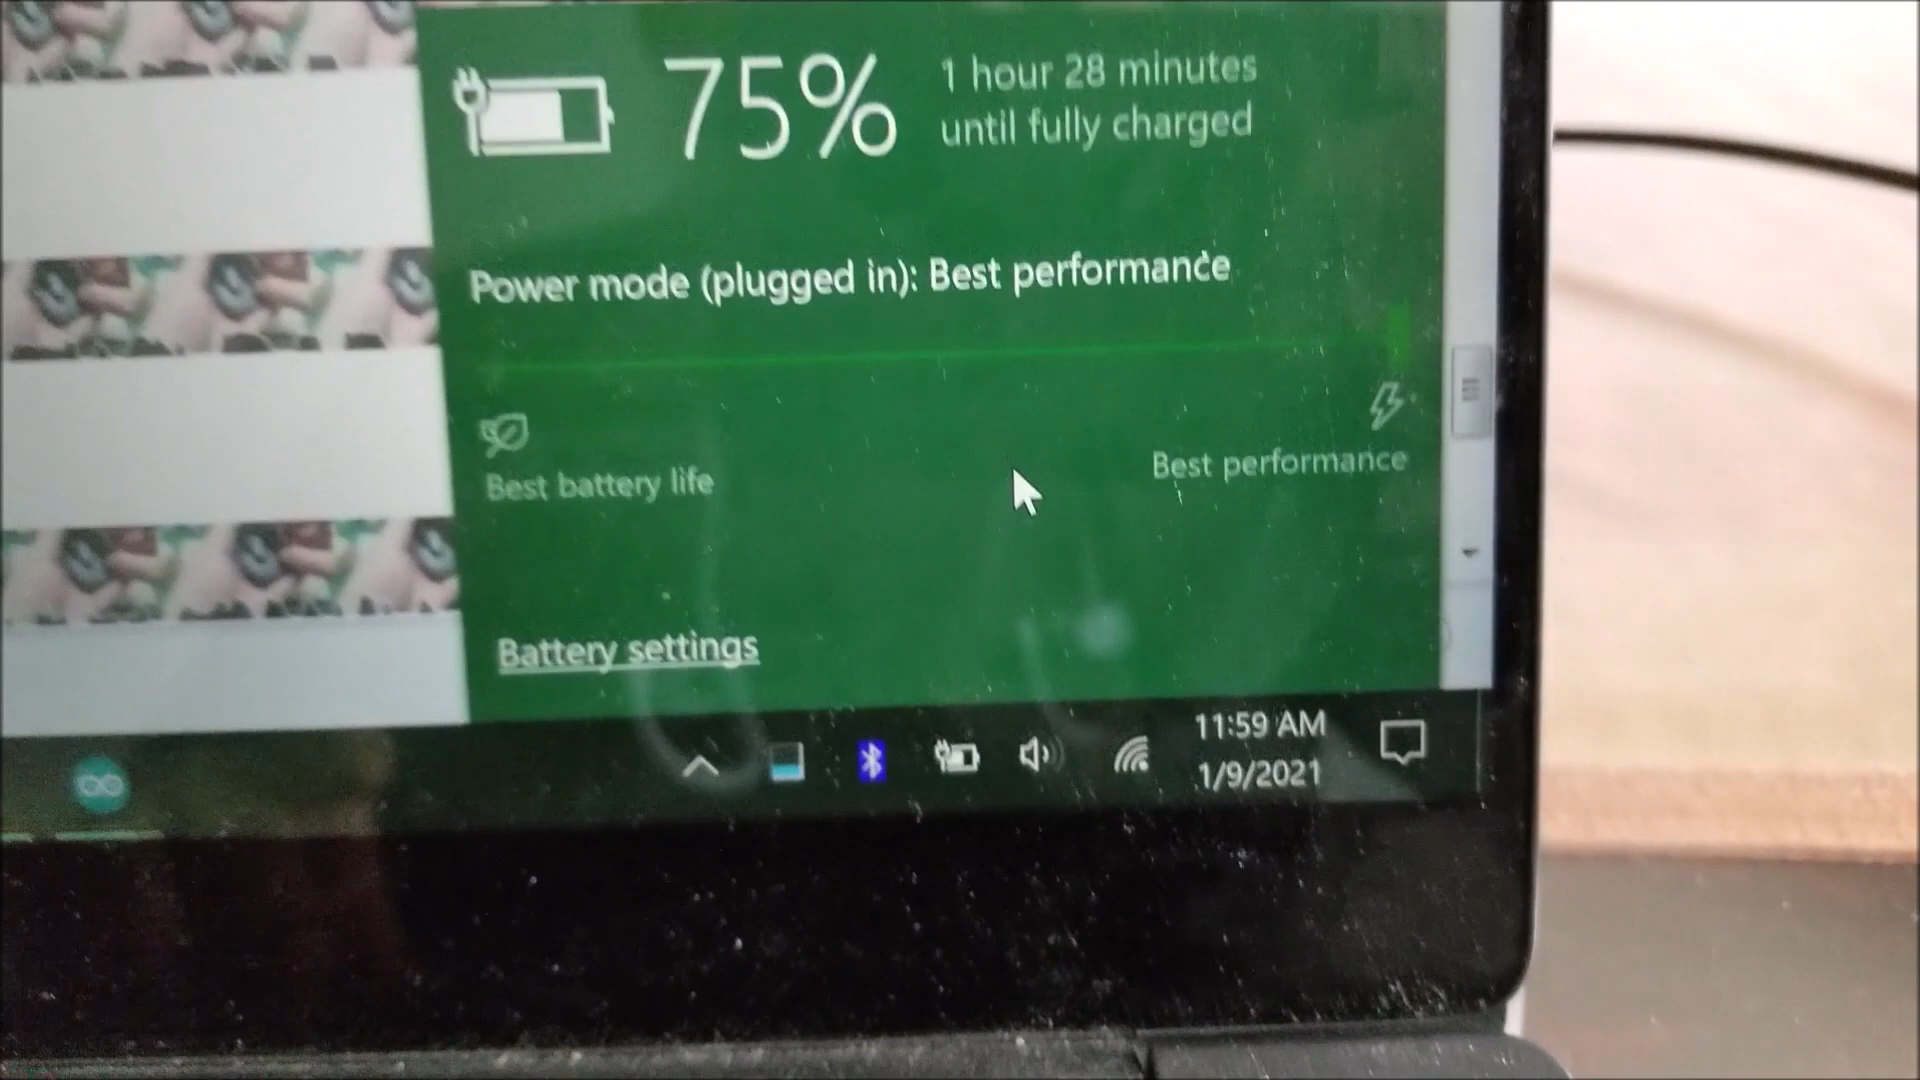 75%
1 hour 28 minutes
until fully charged
Power mode (plugged in): Best performance
Best battery life
Best performance
Battery settings
11:59 AM
1/9/2021